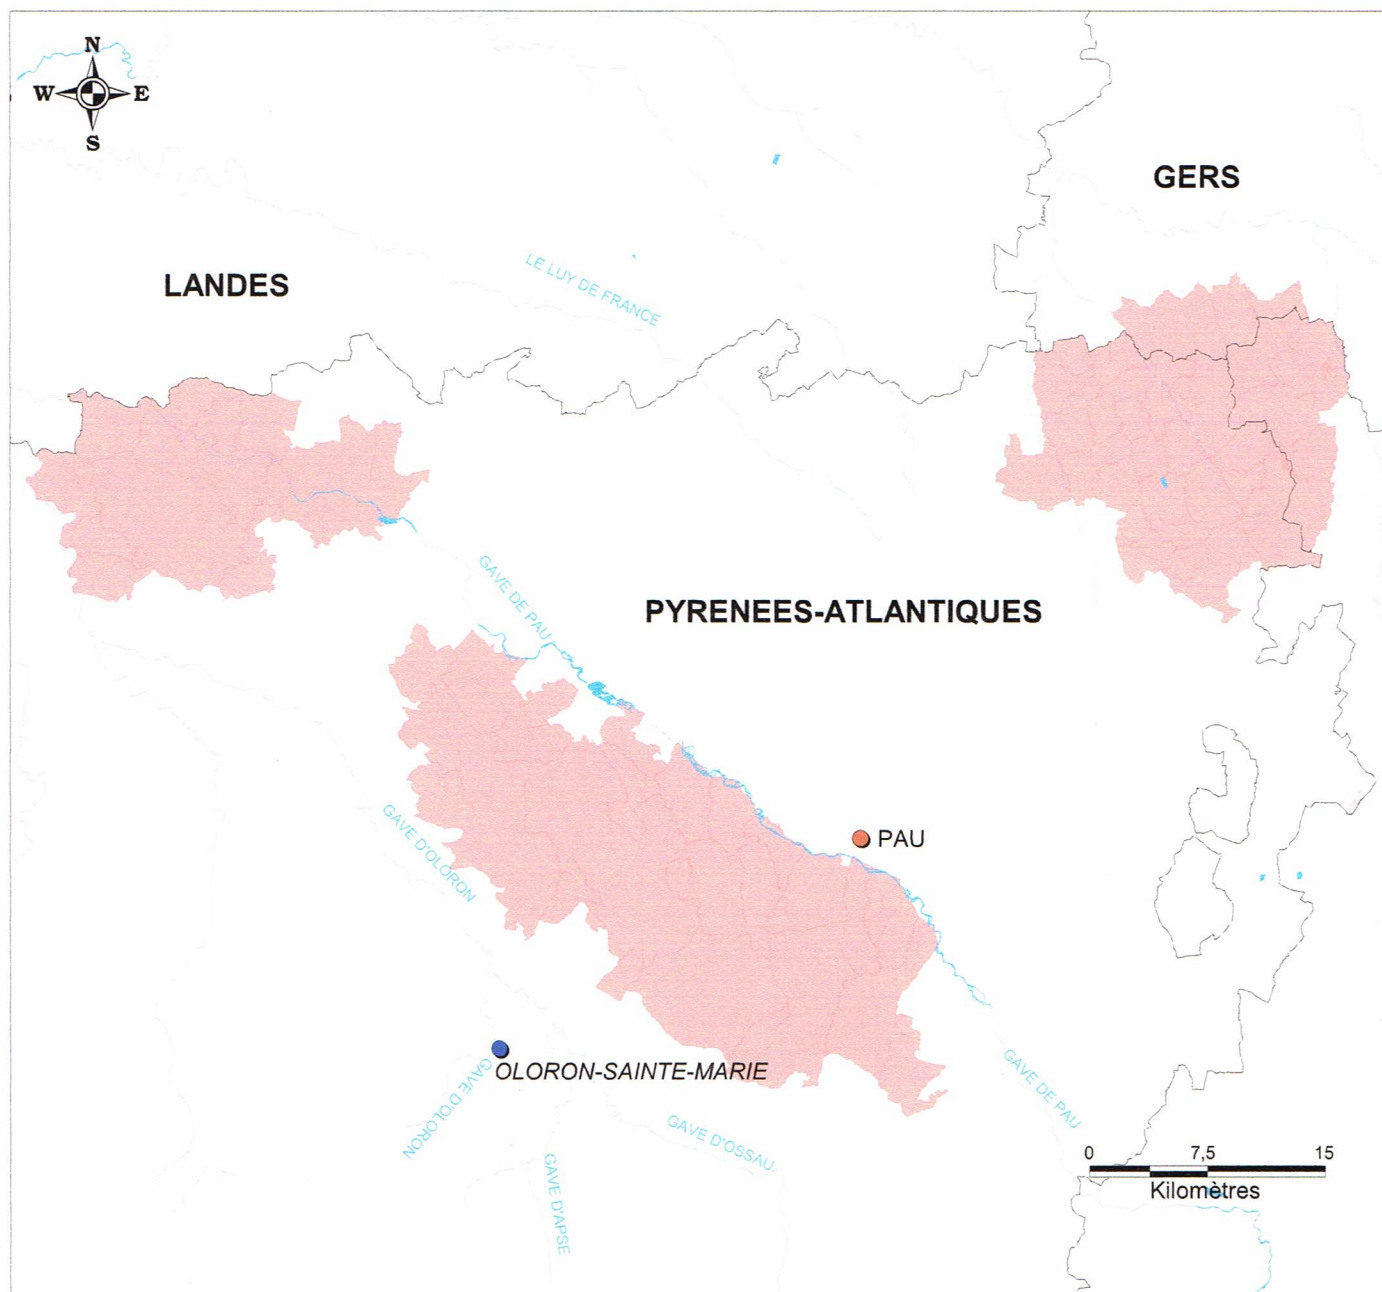 N
W E
S
GERS
LANDES
LE LUY DE FRANCE
GAVE DE PAU
PYRENEES-ATLANTIQUES
PAU
GAVE D'OLORON
OLORON-SAINTE-MARIE
GAVE D'OLORON
GAVE DE PAU
GAVE D'OSSAU
GAVE D'APSE
0 7,5 15
Kilomètres